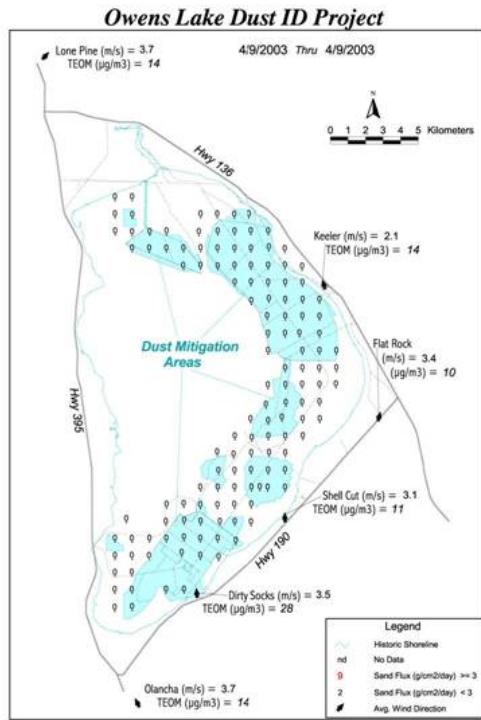 Owens Lake Dust ID Project
4/9/2003 Thru 4/9/2003
Lone Pine (m/s) = 3.7
TEOM (µg/m3) = 14
N
0 1 2 3 4 5 Kilometers
Hwy 136
Keeler (m/s) = 2.1
TEOM (µg/m3) = 14
Flat Rock
(m/s) = 3.4
(µg/m3) = 10
Dust Mitigation
Areas
Hwy 395
Shell Cut (m/s) = 3.1
TEOM (µg/m3) = 11
Hwy 190
Dirty Socks (m/s) = 3.5
TEOM (µg/m3) = 28
Olancha (m/s) = 3.7
TEOM (µg/m3) = 14
Legend
Historic Shoreline
nd No Data
9 Sand Flux (g/cm2/day) >= 3
2 Sand Flux (g/cm2/day) < 3
Avg. Wind Direction